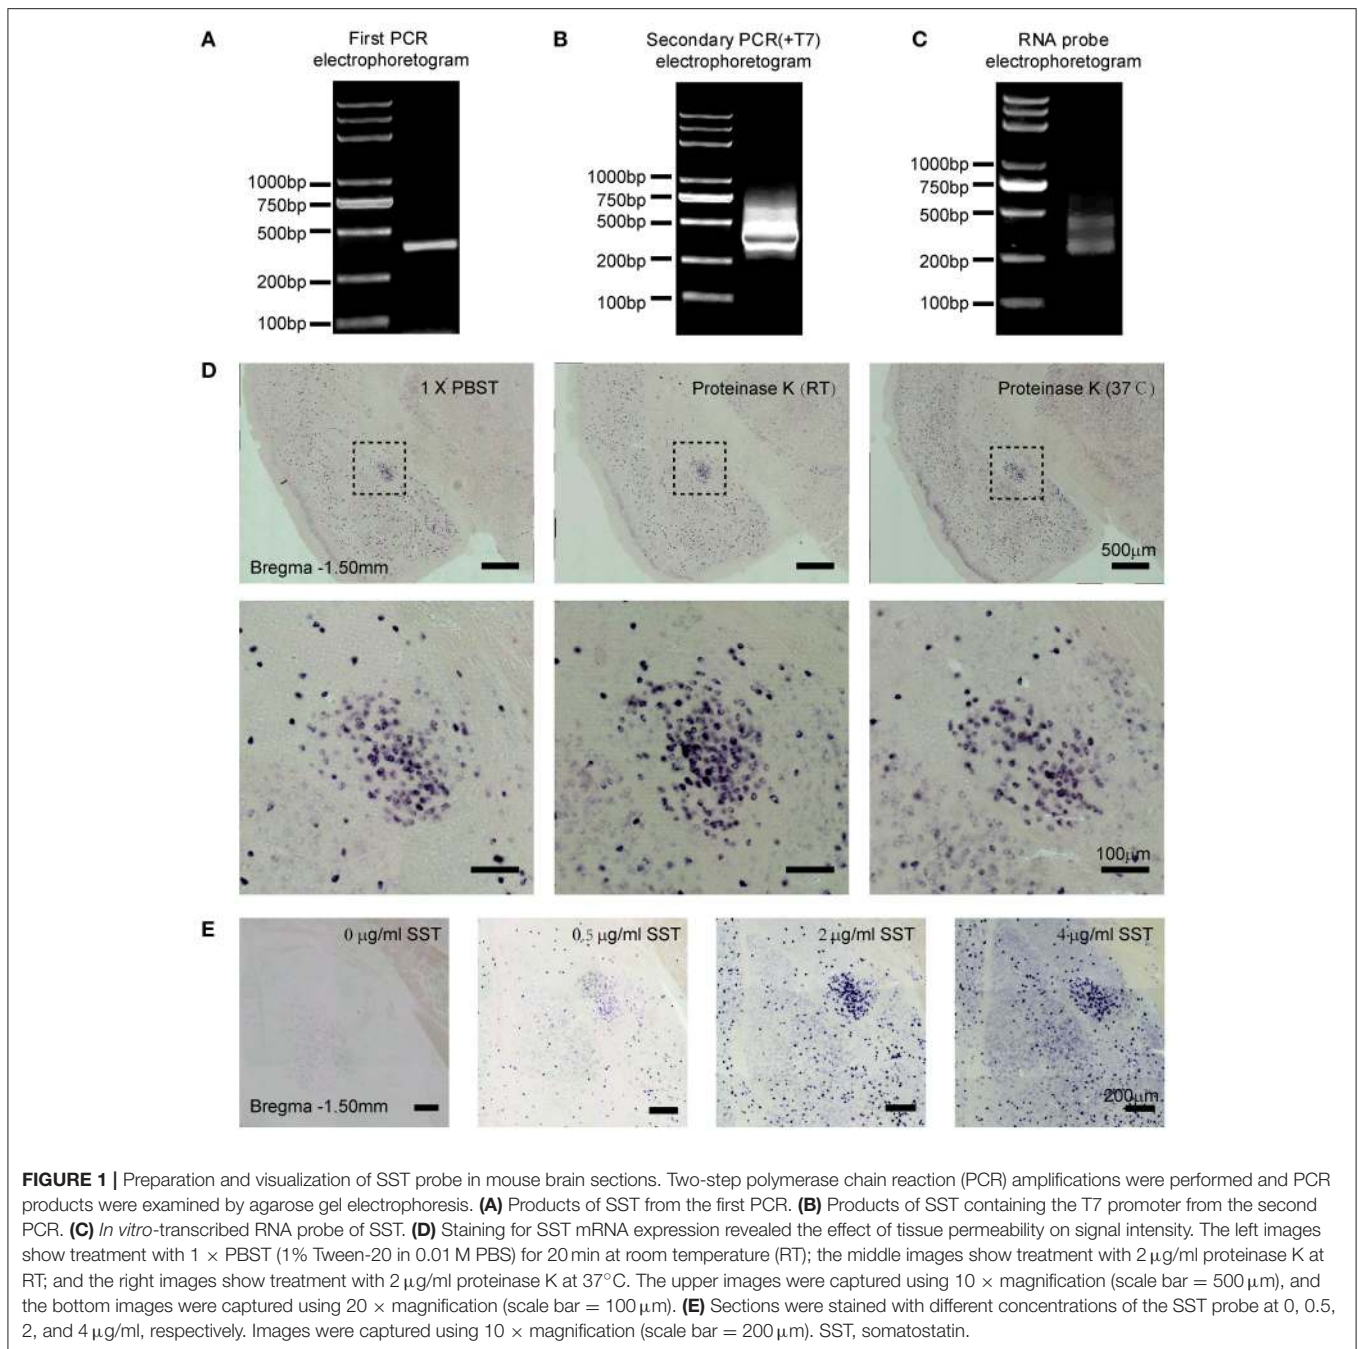 A
First PCR
electrophoretogram
1000bp
750bp
500bp
200bp
100bp
B
Secondary PCR(+T7)
electrophoretogram
1000bp
750bp
500bp
200bp
100bp
C
RNA probe
electrophoretogram
1000bp
750bp
500bp
200bp
100bp
D
1 X PBST
Bregma -1.50mm
Proteinase K (RT)
Proteinase K (37℃)
500μm
100μm
E
0 μg/ml SST
Bregma -1.50mm
0.5 μg/ml SST
2 μg/ml SST
4 μg/ml SST
200μm
FIGURE 1 | Preparation and visualization of SST probe in mouse brain sections. Two-step polymerase chain reaction (PCR) amplifications were performed and PCR
products were examined by agarose gel electrophoresis. (A) Products of SST from the first PCR. (B) Products of SST containing the T7 promoter from the second
PCR. (C) In vitro-transcribed RNA probe of SST. (D) Staining for SST mRNA expression revealed the effect of tissue permeability on signal intensity. The left images
show treatment with 1 × PBST (1% Tween-20 in 0.01 M PBS) for 20 min at room temperature (RT); the middle images show treatment with 2 μg/ml proteinase K at
RT; and the right images show treatment with 2 μg/ml proteinase K at 37°C. The upper images were captured using 10 × magnification (scale bar = 500 μm), and
the bottom images were captured using 20 × magnification (scale bar = 100 μm). (E) Sections were stained with different concentrations of the SST probe at 0, 0.5,
2, and 4 μg/ml, respectively. Images were captured using 10 × magnification (scale bar = 200 μm). SST, somatostatin.